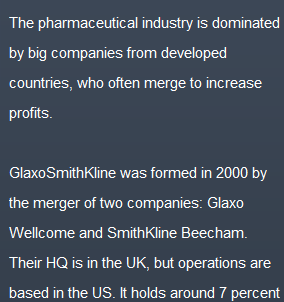 The pharmaceutical industry is dominated
by big companies from developed
countries, who often merge to increase
profits.
GlaxoSmithKline was formed in 2000 by
the merger of two companies: Glaxo
Wellcome and SmithKline Beecham.
Their HQ is in the UK, but operations are
based in the US. It holds around 7 percent